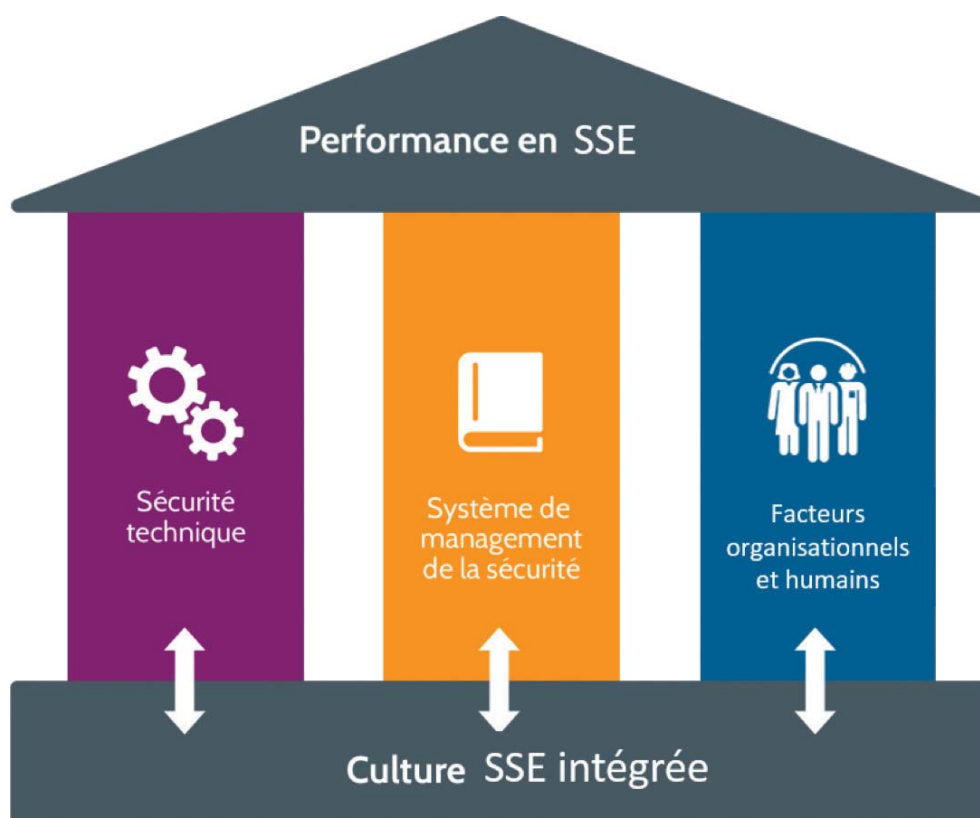 Performance en SSE
Sécurité
technique
Système de
management
de la sécurité
Facteurs
organisationnels
et humains
Culture SSE intégrée